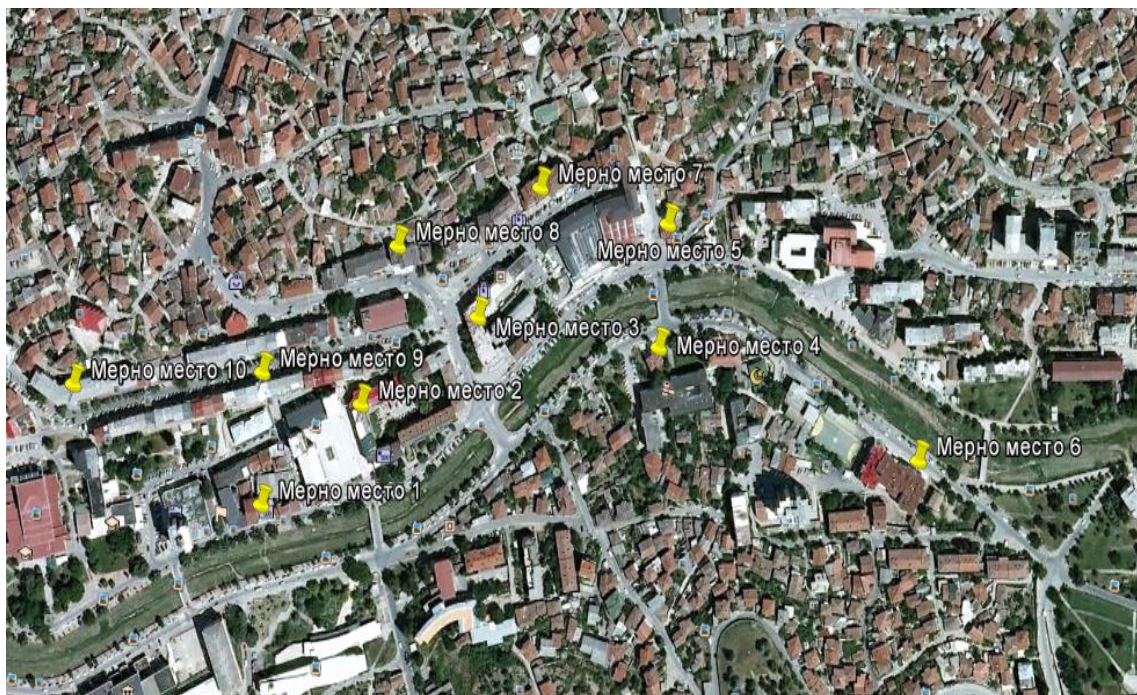 Мерно место 7
Мерно место 8
Мерно место 5
Мерно место 3
Мерно место 4
Мерно место 9
Мерно место 10
Мерно место 2
Мерно место 6
Мерно место 1